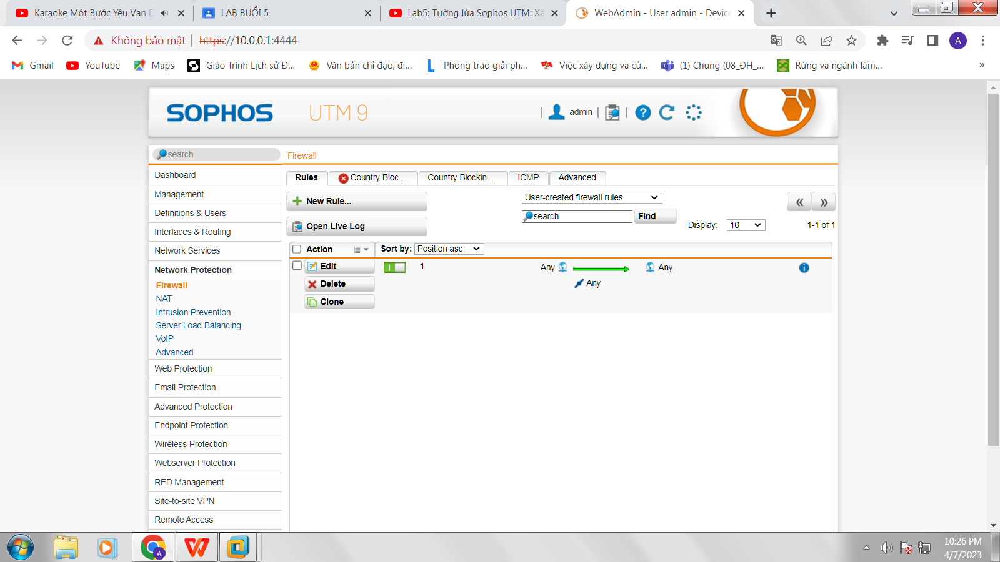 Karaoke Một Bước Yêu Vạn D
LAB BUỔI 5
Lab5: Tường lửa Sophos UTM: Xâ
WebAdmin - User admin - Device
Không bảo mật
https://10.0.0.1:4444
A
Gmail
YouTube
Maps
Giáo Trình Lịch sử Đ...
Văn bản chỉ đạo, đi...
Phong trào giải ph...
Việc xây dựng và củ...
(1) Chung (08_ĐH_...
Rừng và ngành lâm...
»
SOPHOS
UTM 9
| admin | |
search
Firewall
Dashboard
Management
Definitions & Users
Interfaces & Routing
Network Services
Network Protection
Firewall
NAT
Intrusion Prevention
Server Load Balancing
VoIP
Advanced
Web Protection
Email Protection
Advanced Protection
Endpoint Protection
Wireless Protection
Webserver Protection
RED Management
Site-to-site VPN
Remote Access
Rules
Country Bloc...
Country Blockin...
ICMP
Advanced
New Rule...
Open Live Log
User-created firewall rules
search
Find
Display: 10
1-1 of 1
Action
Sort by: Position asc
Edit
Delete
Clone
1
Any
Any
Any
10:26 PM
4/7/2023